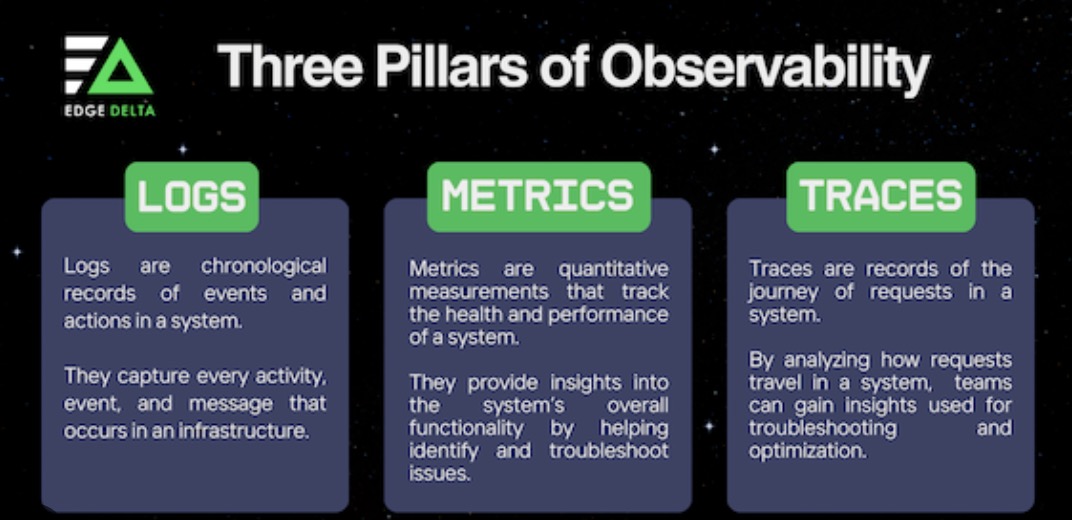 EDGE DELTA
Three Pillars of Observability
LOGS
Logs are chronological
records of events and
actions in a system.
They capture every activity,
event, and message that
occurs in an infrastructure.
METRICS
Metrics are quantitative
measurements that track
the health and performance
of a system.
They provide insights into
the system's overall
functionality by helping
identify and troubleshoot
issues.
TRACES
Traces are records of the
journey of requests in a
system.
By analyzing how requests
travel in a system, teams
can gain insights used for
troubleshooting and
optimization.